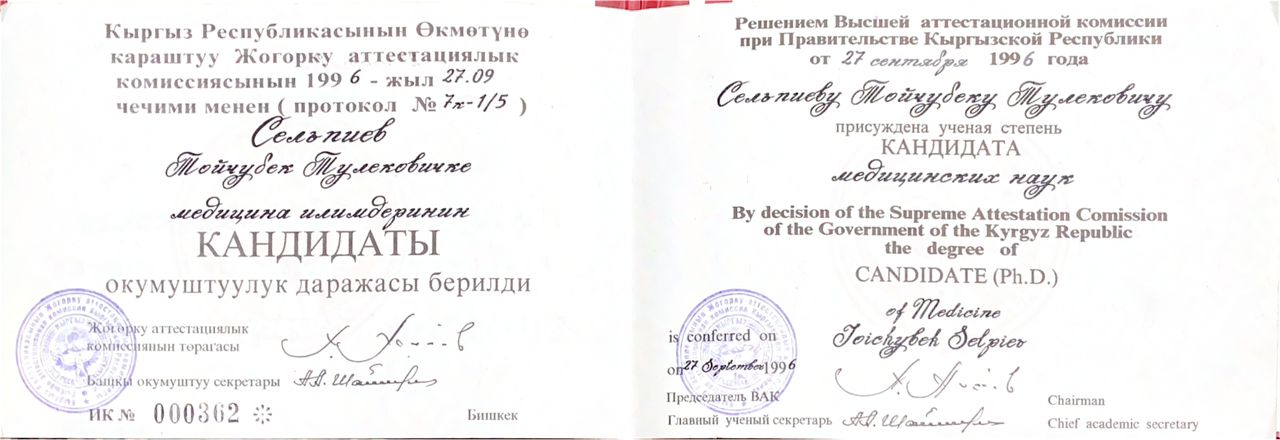 Кыргыз Республикасынын Өкмөтүнө
караштуу Жогорку аттестациялык
комиссиясынын 1996 - жыл 27.09
чечими менен ( протокол № 7к-1/5 )
Сельпиев
Тойчубек Тулековичке
медицина илимдеринин
КАНДИДАТЫ
окумуштуулук даражасы берилди
Жогорку аттестациялык
комиссиянын төрагасы
Башкы окумуштуу секретары
ИК № 000362 Бишкек
Решением Высшей аттестационной комиссии
при Правительстве Кыргызской Республики
от 27 сентября 1996 года
Сельпиеву Тойчубеку Тулековичу
присуждена ученая степень
КАНДИДАТА
медицинских наук
By decision of the Supreme Attestation Comission
of the Government of the Kyrgyz Republic
the degree of
CANDIDATE (Ph.D.)
of Medicine
is conferred on Toichybek Selpiev
on 27 September 1996
Председатель ВАК Chairman
Главный ученый секретарь Chief academic secretary